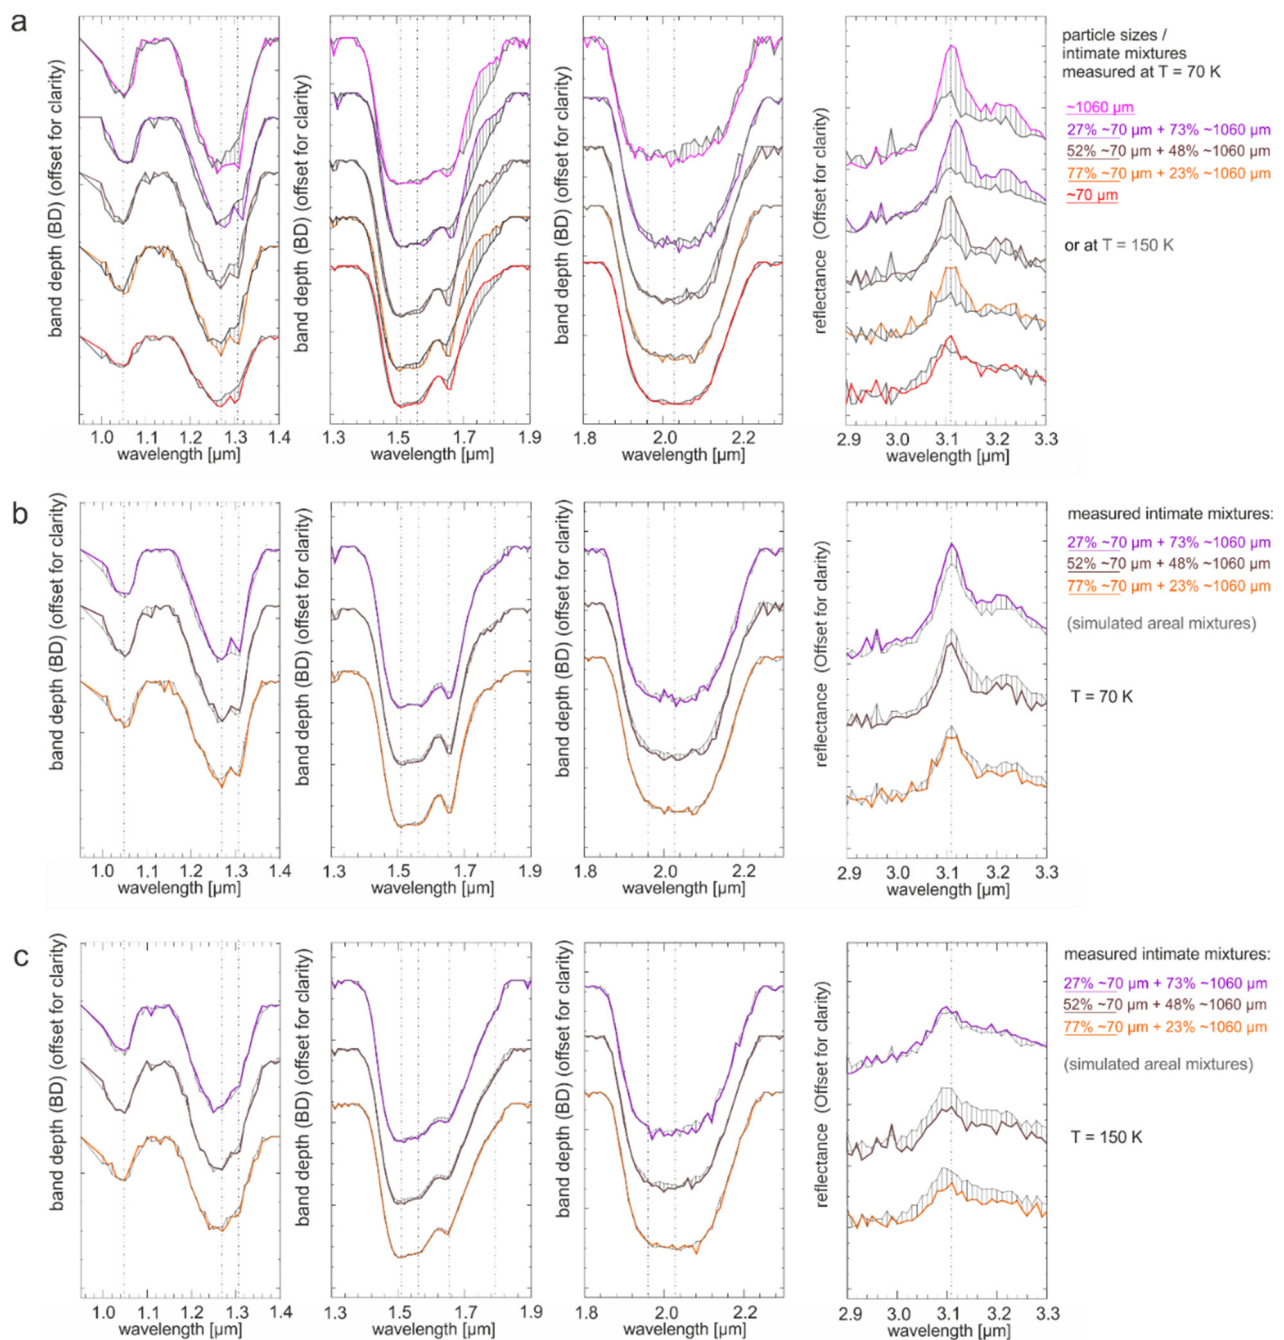 a
band depth (BD) (offset for clarity)
1.0 1.1 1.2 1.3 1.4
wavelength [µm]
band depth (BD) (offset for clarity)
1.3 1.5 1.7 1.9
wavelength [µm]
band depth (BD) (offset for clarity)
1.8 2.0 2.2
wavelength [µm]
reflectance (Offset for clarity)
2.9 3.0 3.1 3.2 3.3
wavelength [µm]
particle sizes /
intimate mixtures
measured at T = 70 K
~1060 µm
27% ~70 µm + 73% ~1060 µm
52% ~70 µm + 48% ~1060 µm
77% ~70 µm + 23% ~1060 µm
~70 µm
or at T = 150 K
b
band depth (BD) (offset for clarity)
1.0 1.1 1.2 1.3 1.4
wavelength [µm]
band depth (BD) (offset for clarity)
1.3 1.5 1.7 1.9
wavelength [µm]
band depth (BD) (offset for clarity)
1.8 2.0 2.2
wavelength [µm]
reflectance (Offset for clarity)
2.9 3.0 3.1 3.2 3.3
wavelength [µm]
measured intimate mixtures:
27% ~70 µm + 73% ~1060 µm
52% ~70 µm + 48% ~1060 µm
77% ~70 µm + 23% ~1060 µm
(simulated areal mixtures)
T = 70 K
c
band depth (BD) (offset for clarity)
1.0 1.1 1.2 1.3 1.4
wavelength [µm]
band depth (BD) (offset for clarity)
1.3 1.5 1.7 1.9
wavelength [µm]
band depth (BD) (offset for clarity)
1.8 2.0 2.2
wavelength [µm]
reflectance (Offset for clarity)
2.9 3.0 3.1 3.2 3.3
wavelength [µm]
measured intimate mixtures:
27% ~70 µm + 73% ~1060 µm
52% ~70 µm + 48% ~1060 µm
77% ~70 µm + 23% ~1060 µm
(simulated areal mixtures)
T = 150 K